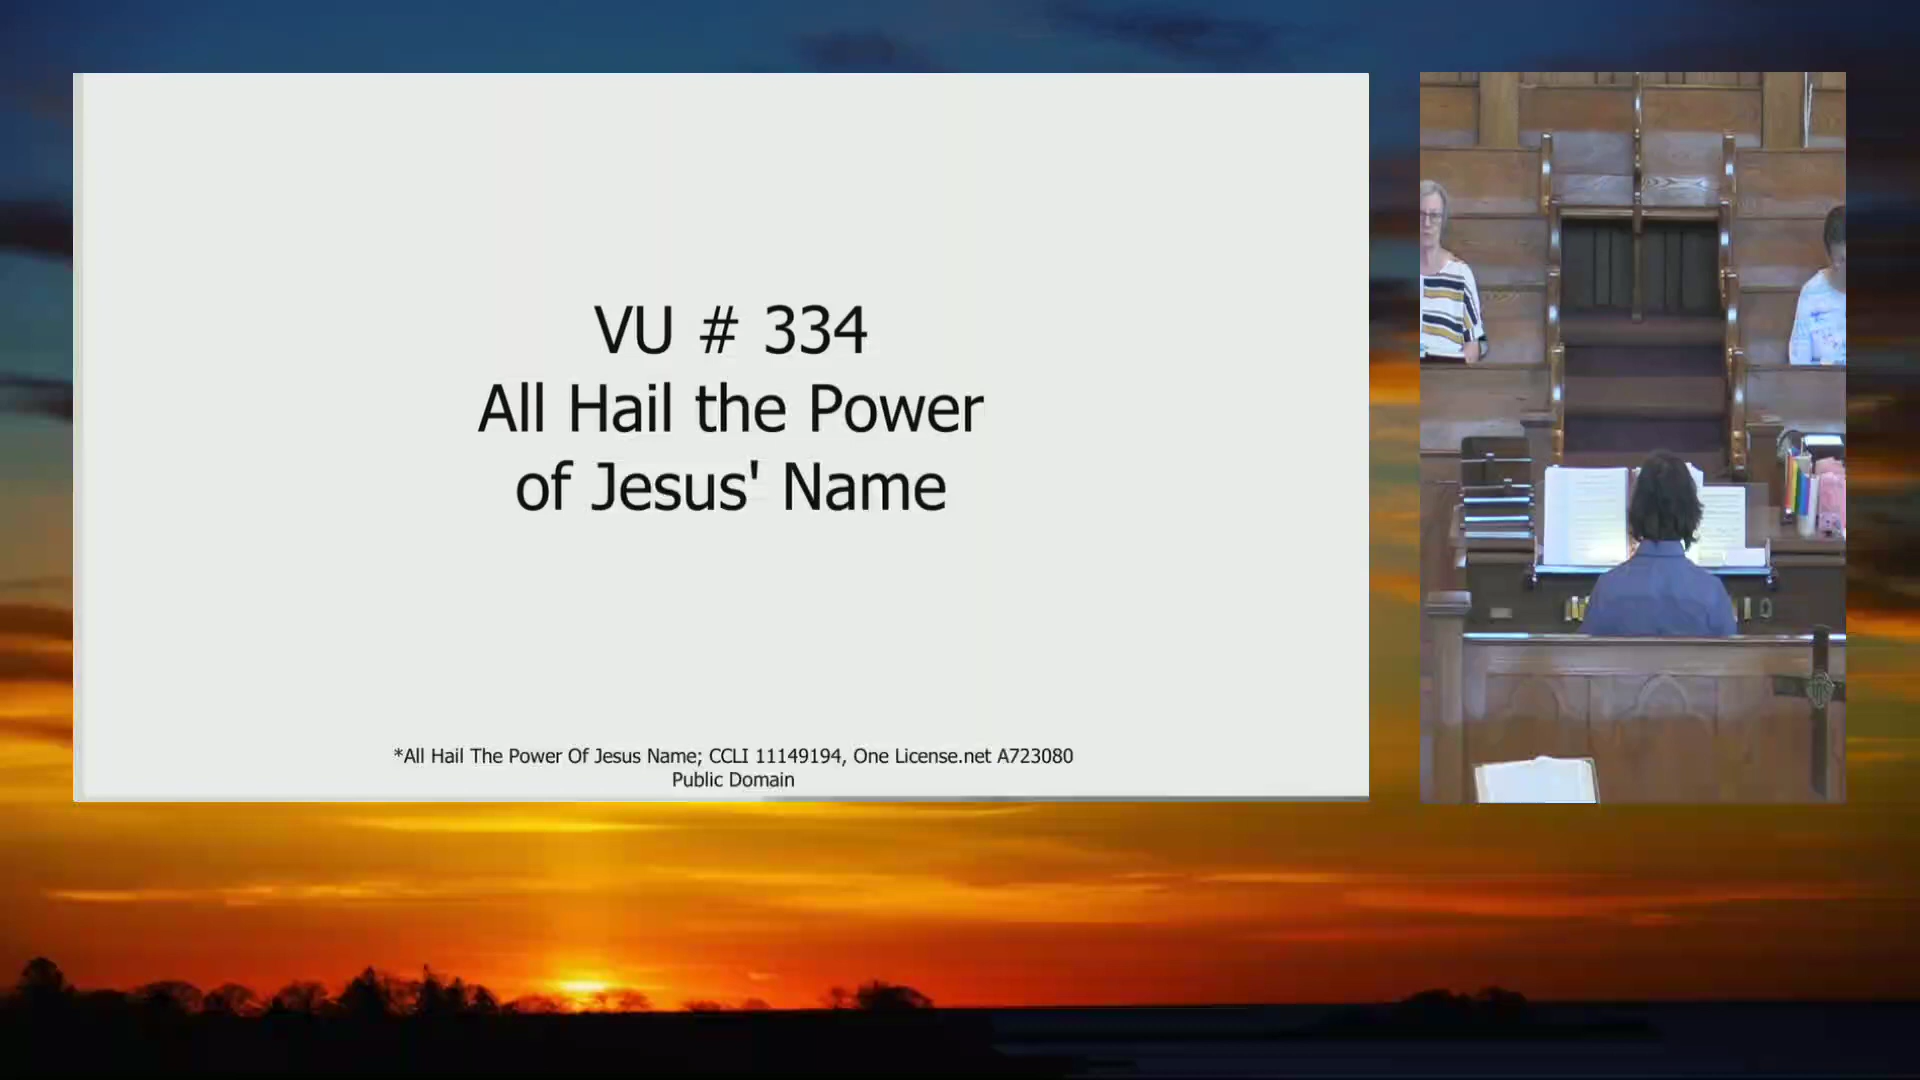 VU # 334
All Hail the Power
of Jesus' Name
*All Hail The Power Of Jesus Name; CCLI 11149194, One License.net A723080
Public Domain